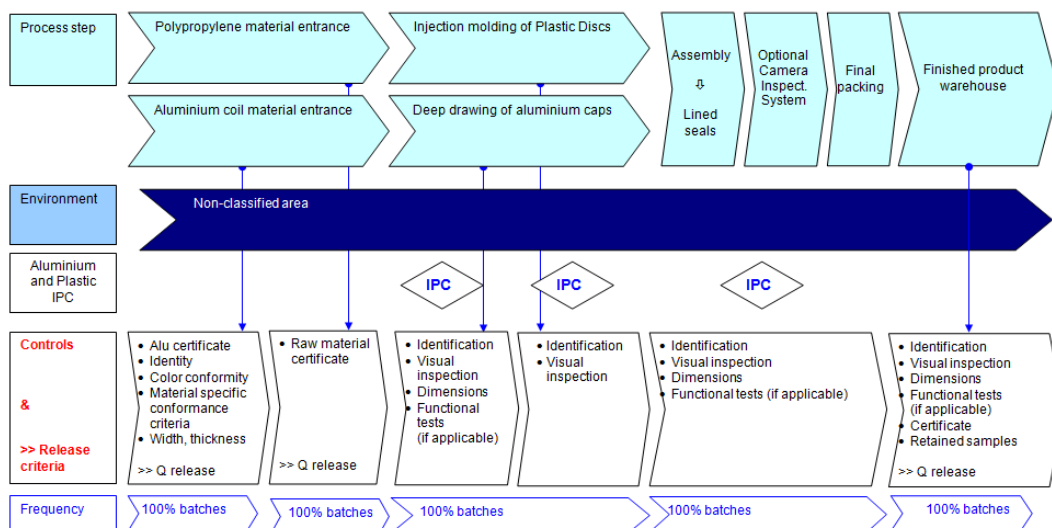 Process step
Polypropylene material entrance
Injection molding of Plastic Discs
Aluminium coil material entrance
Deep drawing of aluminium caps
Assembly
⇩
Lined
seals
Optional
Camera
Inspect.
System
Final
packing
Finished product
warehouse
Environment
Non-classified area
Aluminium
and Plastic
IPC
IPC
IPC
IPC
Controls
&
>> Release
criteria
• Alu certificate
• Identity
• Color conformity
• Material specific
conformance
criteria
• Width, thickness
>> Q release
• Raw material
certificate
>> Q release
• Identification
• Visual
inspection
• Dimensions
• Functional
tests
(if applicable)
• Identification
• Visual
inspection
• Identification
• Visual inspection
• Dimensions
• Functional tests (if applicable)
• Identification
• Visual inspection
• Dimensions
• Functional tests
(if applicable)
• Certificate
• Retained samples
>> Q release
Frequency
100% batches
100% batches
100% batches
100% batches
100% batches